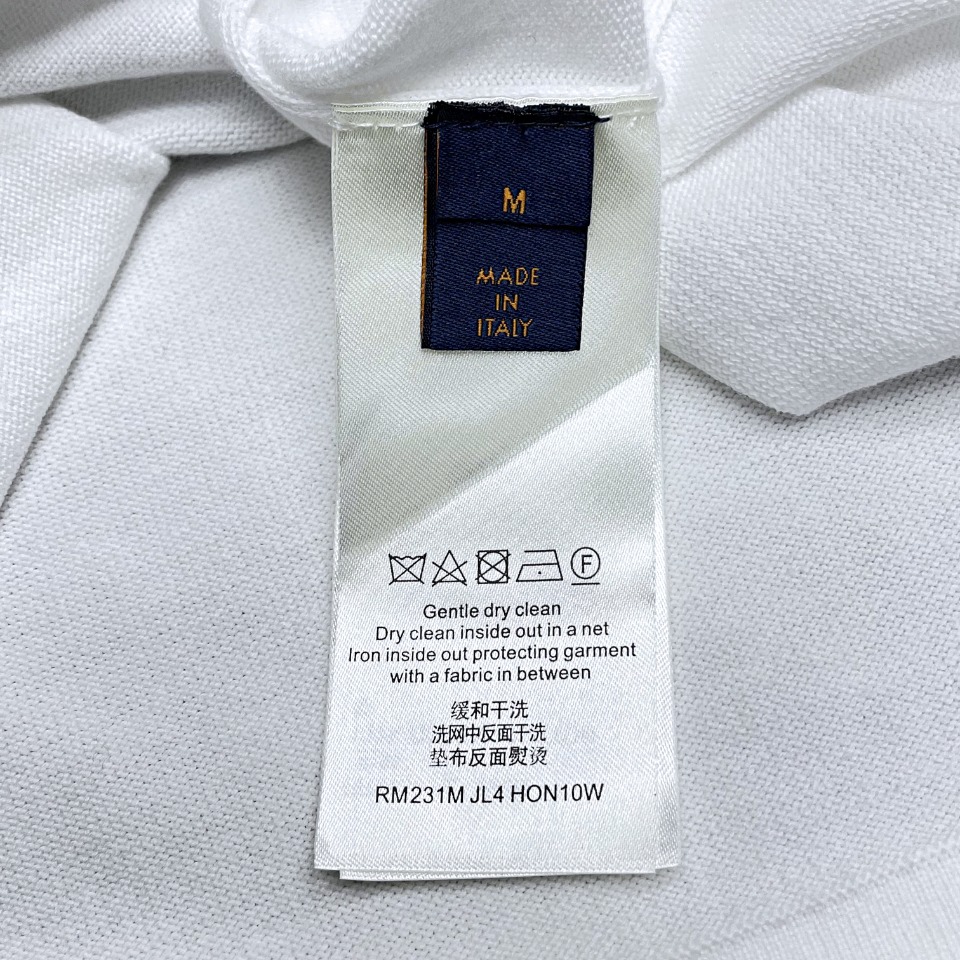 M
MADE
IN
ITALY
F
Gentle dry clean
Dry clean inside out in a net
Iron inside out protecting garment
with a fabric in between
缓和干洗
洗网中反面干洗
垫布反面熨烫
RM231M JL4 HON10W